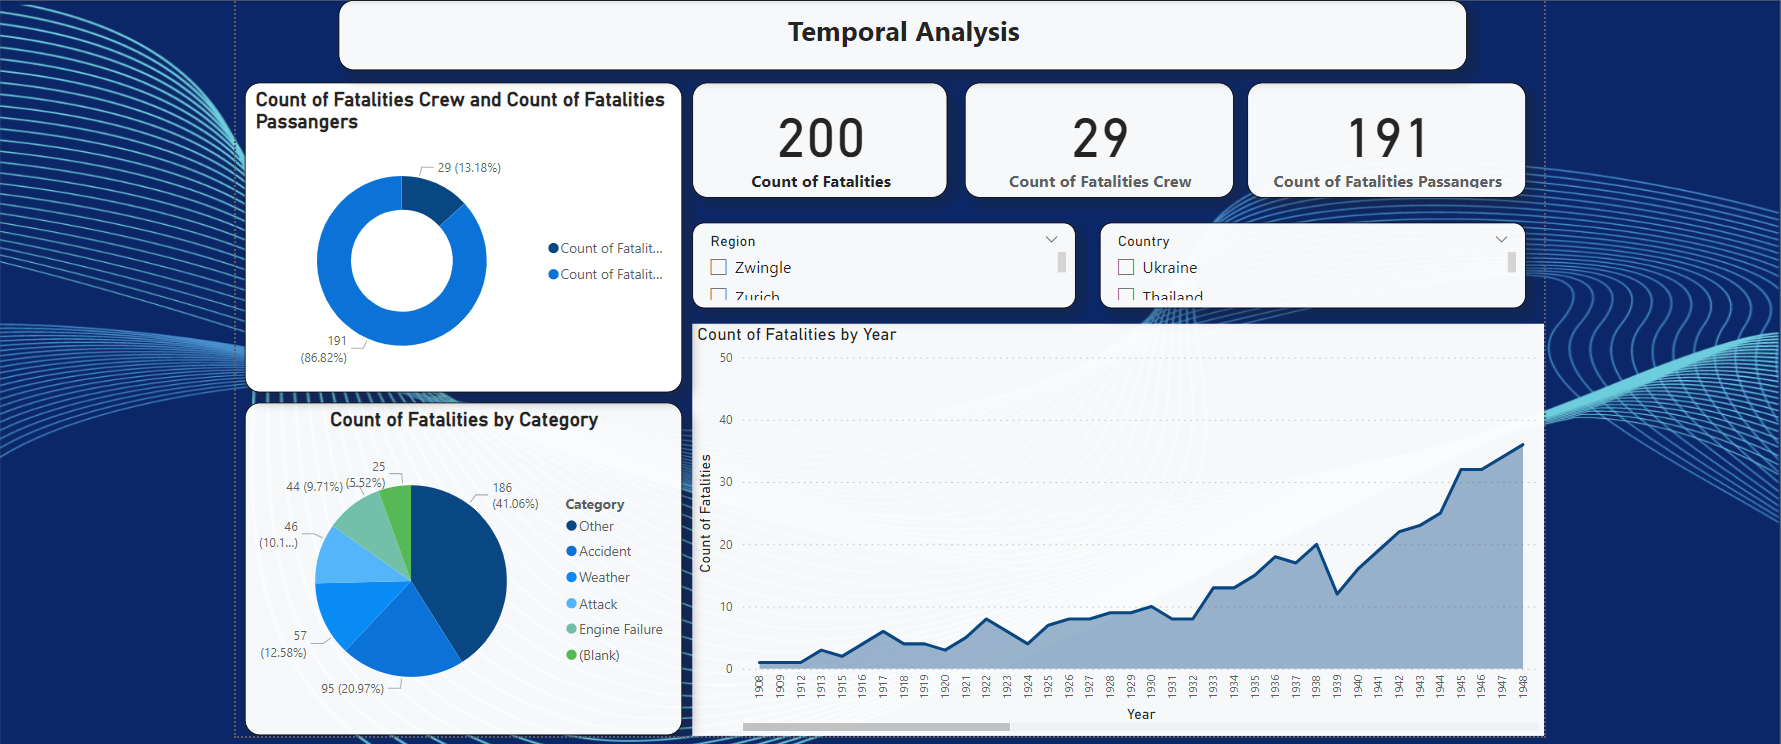 Temporal Analysis
Count of Fatalities Crew and Count of Fatalities
Passangers
29 (13.18%)
191
(86.82%)
Count of Fatalit...
Count of Fatalit...
200
Count of Fatalities
29
Count of Fatalities Crew
191
Count of Fatalities Passangers
Region
Zwingle
Zurich
Country
Ukraine
Thailand
Count of Fatalities by Category
25
(5.52%)
44 (9.71%)
46
(10.1...)
57
(12.58%)
95 (20.97%)
186
(41.06%)
Category
Other
Accident
Weather
Attack
Engine Failure
(Blank)
Count of Fatalities by Year
Count of Fatalities
50
40
30
20
10
0
1908
1909
1912
1913
1915
1916
1917
1918
1919
1920
1921
1922
1923
1924
1925
1926
1927
1928
1929
1930
1931
1932
1933
1934
1935
1936
1937
1938
1939
1940
1941
1942
1943
1944
1945
1946
1947
1948
Year